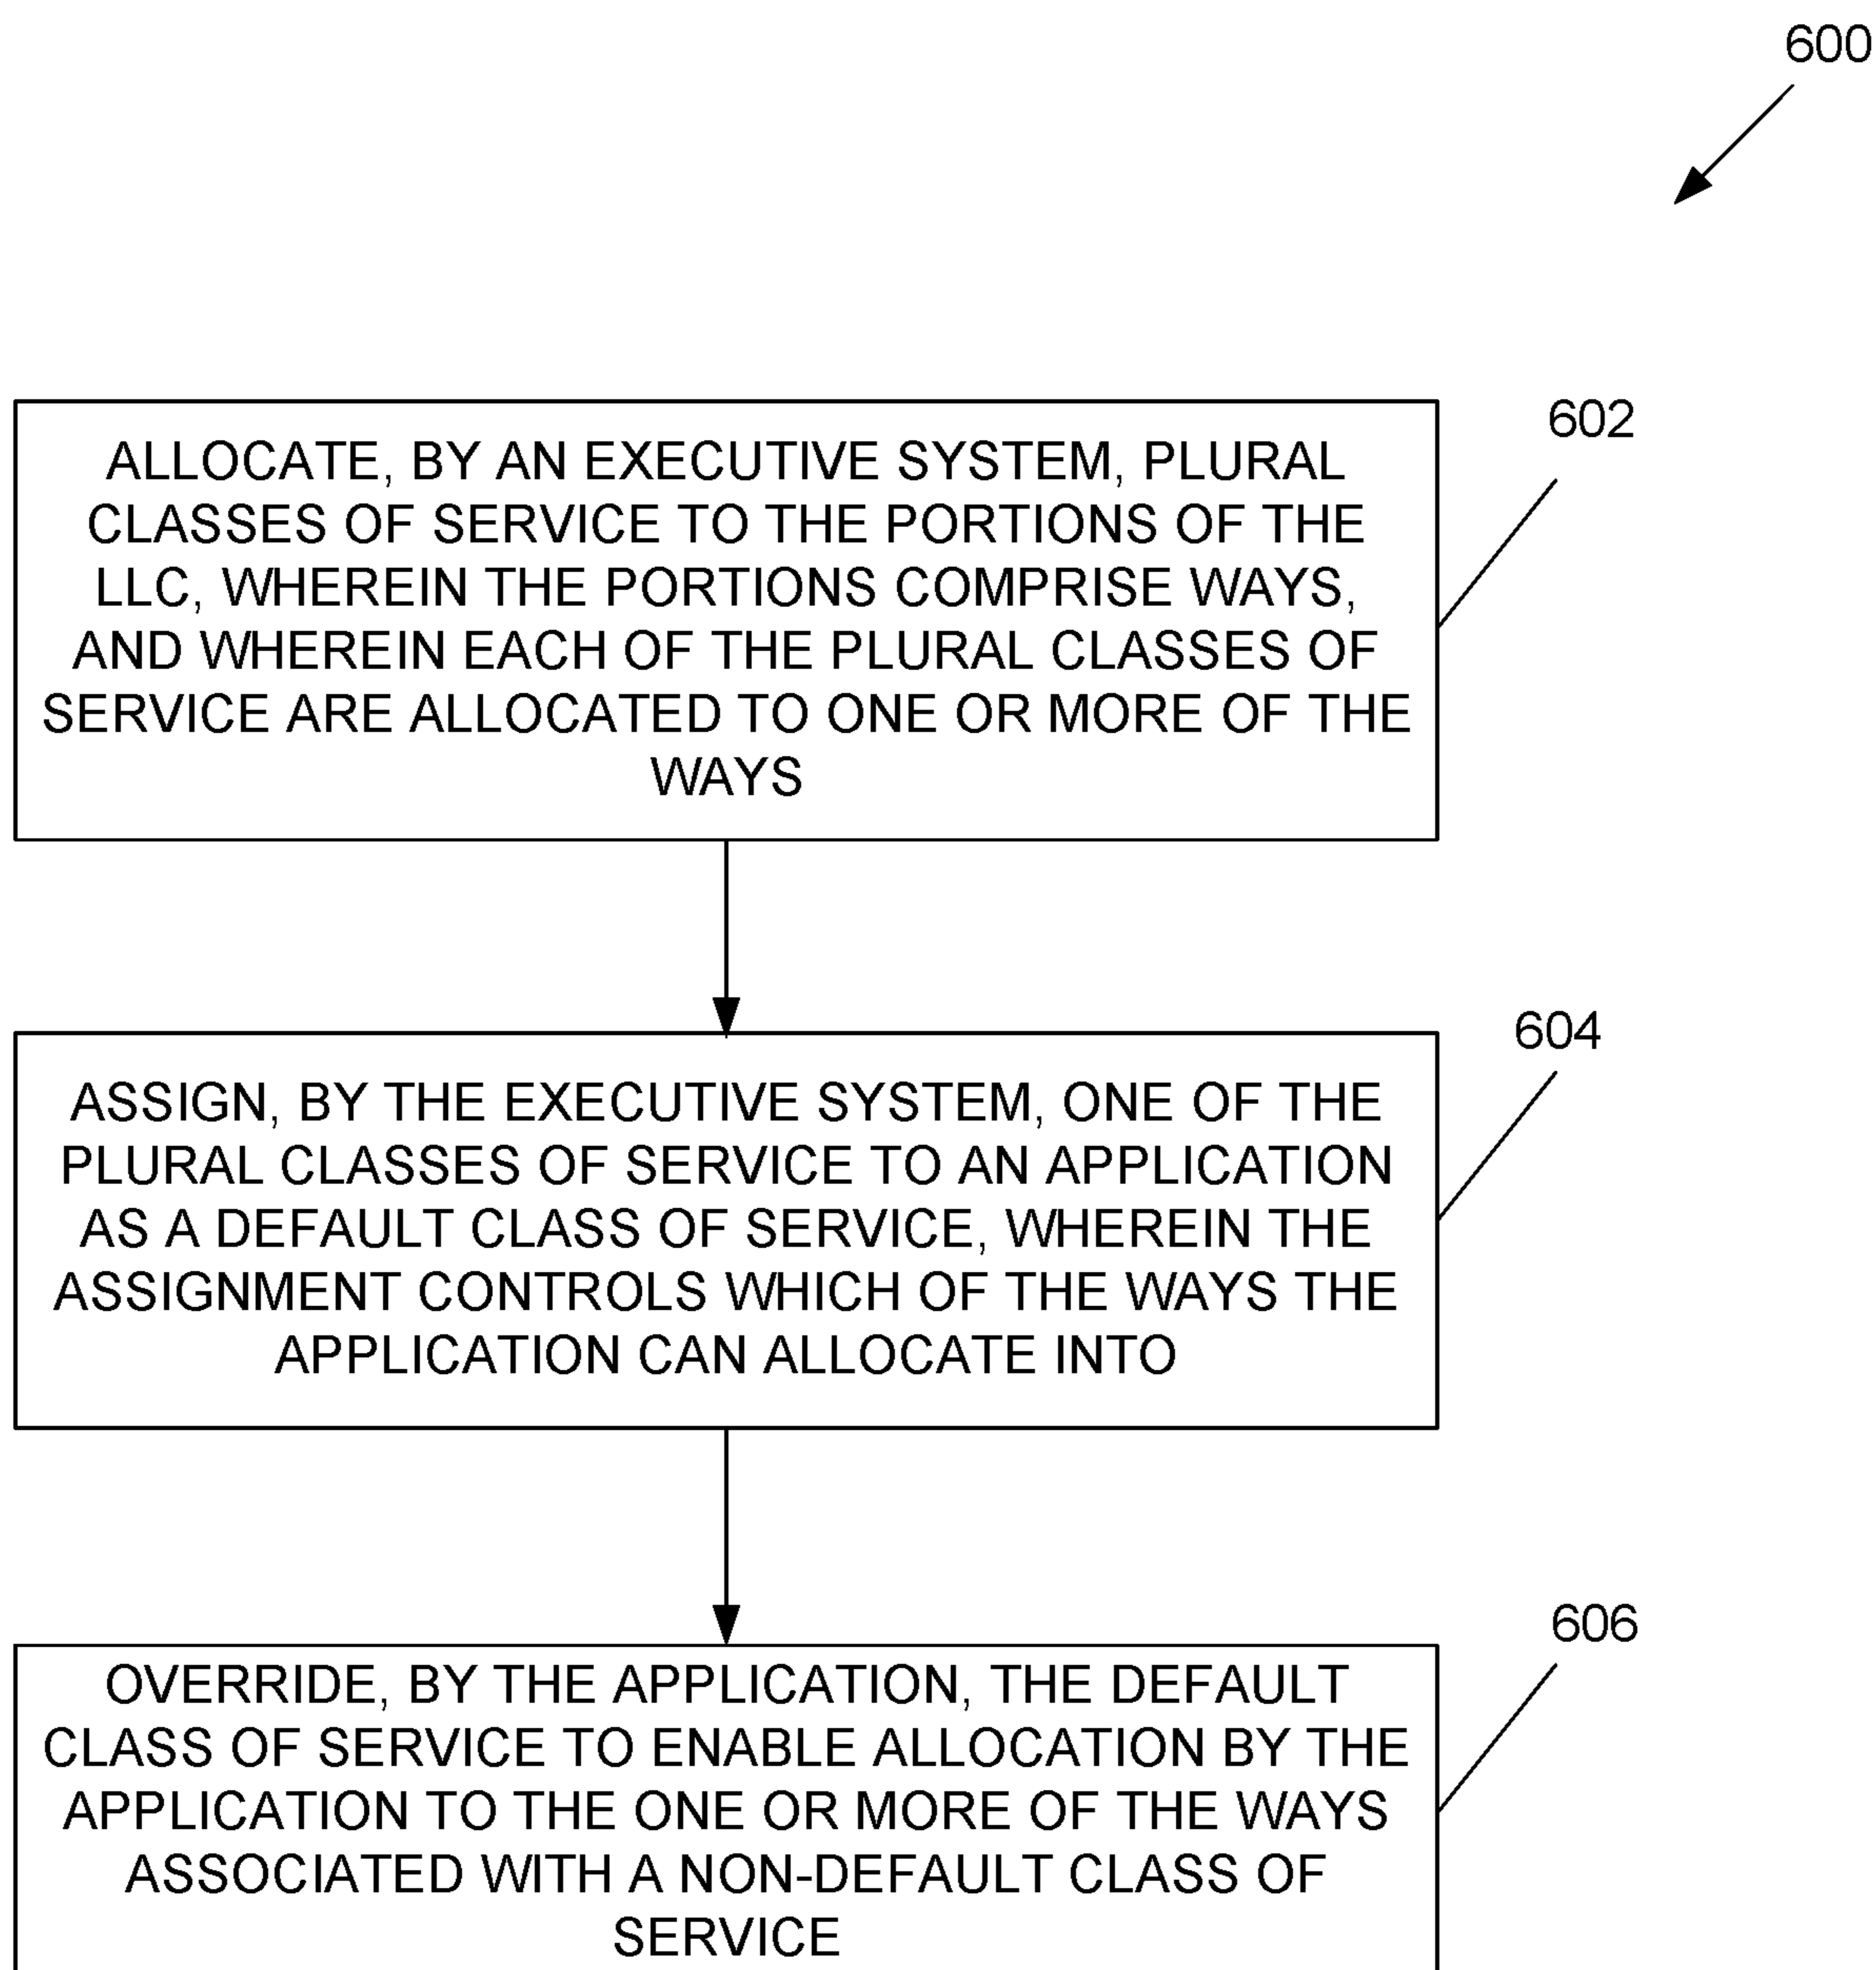 600
602
ALLOCATE, BY AN EXECUTIVE SYSTEM, PLURAL
CLASSES OF SERVICE TO THE PORTIONS OF THE
LLC, WHEREIN THE PORTIONS COMPRISE WAYS,
AND WHEREIN EACH OF THE PLURAL CLASSES OF
SERVICE ARE ALLOCATED TO ONE OR MORE OF THE
WAYS
604
ASSIGN, BY THE EXECUTIVE SYSTEM, ONE OF THE
PLURAL CLASSES OF SERVICE TO AN APPLICATION
AS A DEFAULT CLASS OF SERVICE, WHEREIN THE
ASSIGNMENT CONTROLS WHICH OF THE WAYS THE
APPLICATION CAN ALLOCATE INTO
606
OVERRIDE, BY THE APPLICATION, THE DEFAULT
CLASS OF SERVICE TO ENABLE ALLOCATION BY THE
APPLICATION TO THE ONE OR MORE OF THE WAYS
ASSOCIATED WITH A NON-DEFAULT CLASS OF
SERVICE